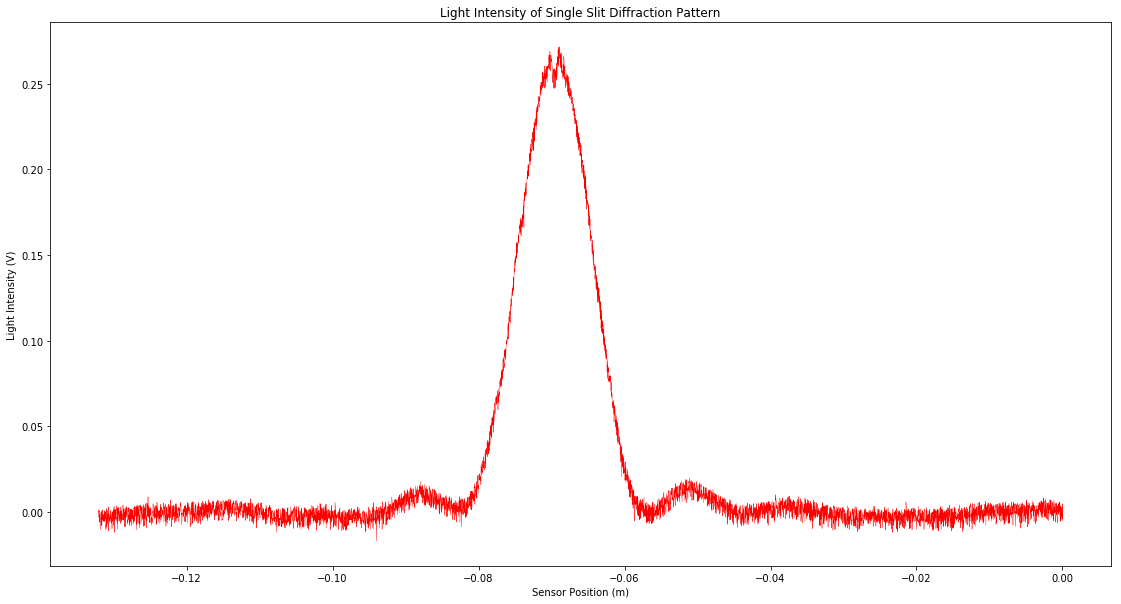 Light Intensity of Single Slit Diffraction Pattern
Light Intensity (V)
0.25
0.20
0.15
0.10
0.05
0.00
−0.12 −0.10 −0.08 −0.06 −0.04 −0.02 0.00
Sensor Position (m)